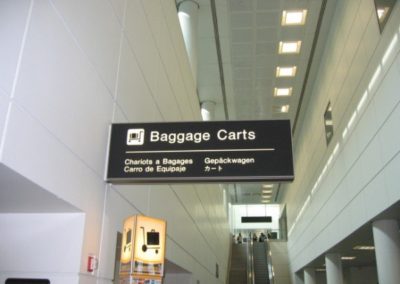 Baggage Carts
Chariots a Bagages Gepäckwagen
Carro de Equipaje カート